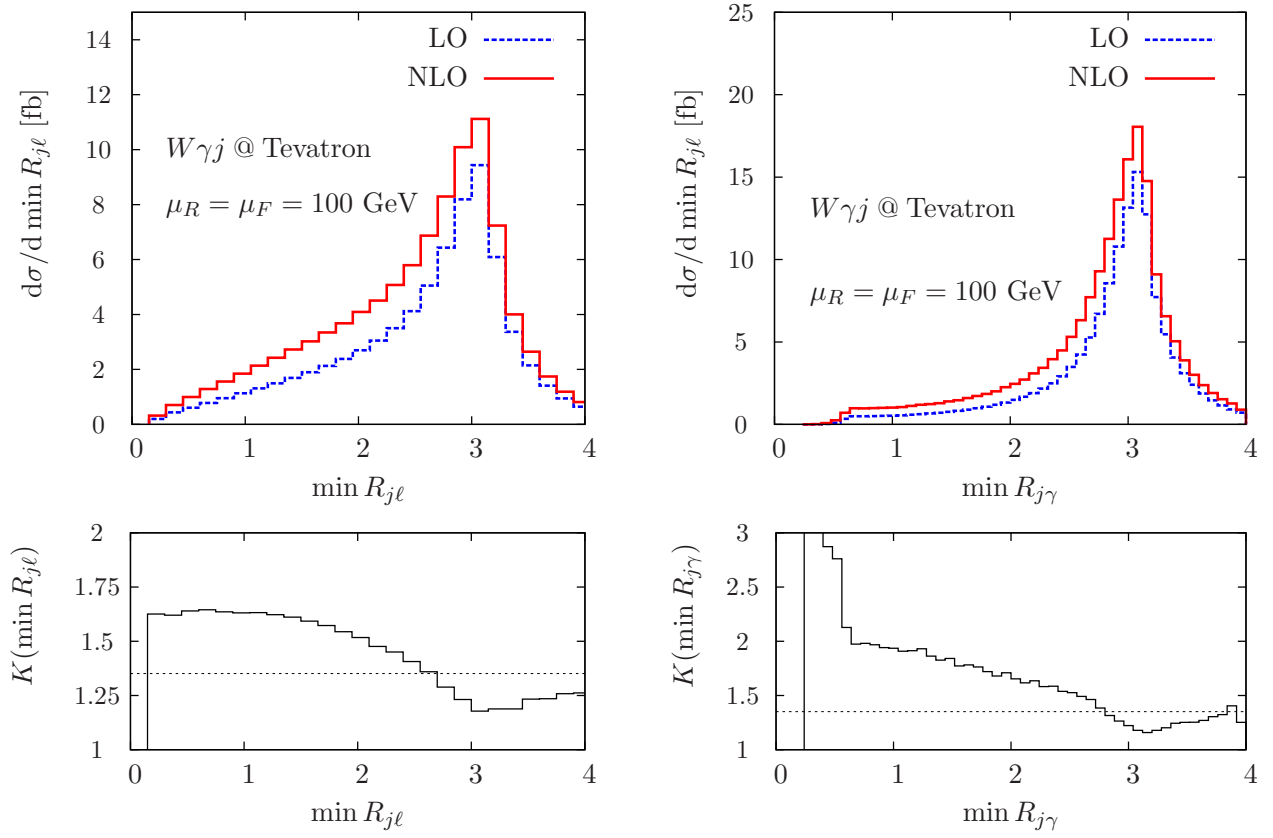 14
12
10
8
6
4
2
0
dσ/d min R_{jℓ} [fb]
LO
NLO
Wγj @ Tevatron
μ_R = μ_F = 100 GeV
0 1 2 3 4
min R_{jℓ}
25
20
15
10
5
0
dσ/d min R_{jℓ} [fb]
LO
NLO
Wγj @ Tevatron
μ_R = μ_F = 100 GeV
0 1 2 3 4
min R_{jγ}
2
1.75
1.5
1.25
1
K(min R_{jℓ})
0 1 2 3 4
min R_{jℓ}
3
2.5
2
1.5
1
K(min R_{jγ})
0 1 2 3 4
min R_{jγ}